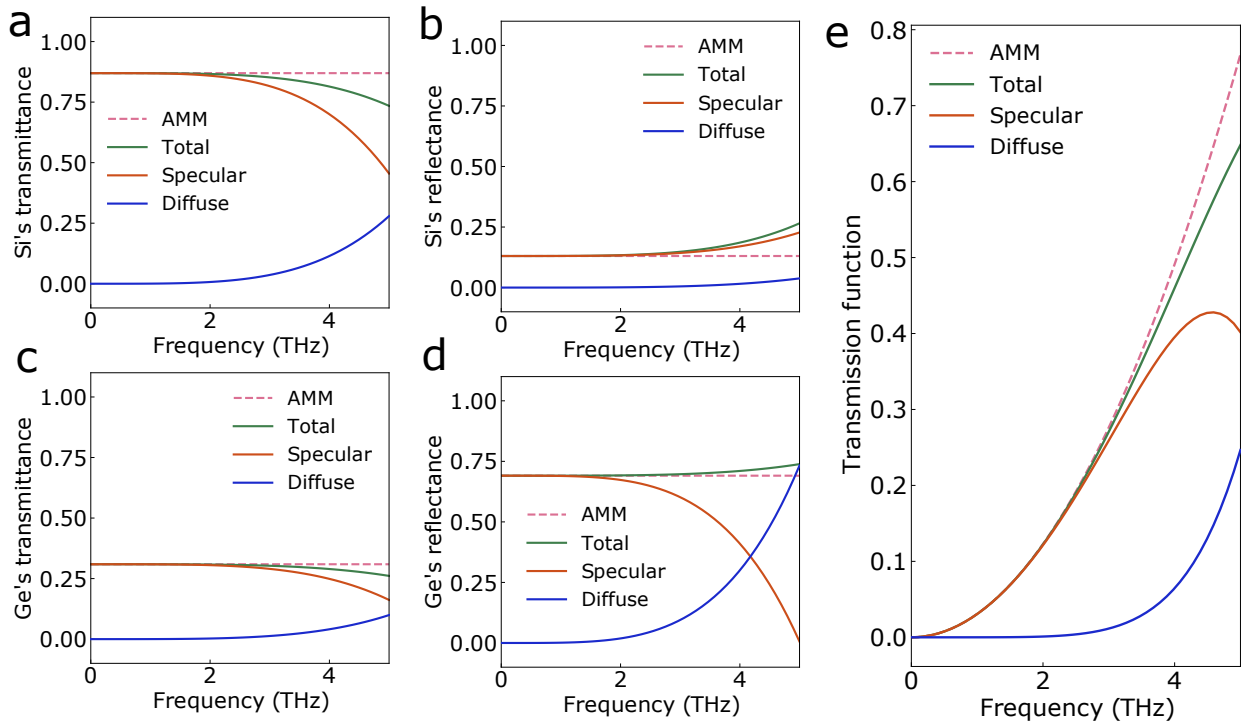 a
Si's transmittance
1.00
0.75
0.50
0.25
0.00
AMM
Total
Specular
Diffuse
0
2
4
Frequency (THz)
b
Si's reflectance
1.00
0.75
0.50
0.25
0.00
AMM
Total
Specular
Diffuse
0
2
4
Frequency (THz)
c
Ge's transmittance
1.00
0.75
0.50
0.25
0.00
AMM
Total
Specular
Diffuse
0
2
4
Frequency (THz)
d
Ge's reflectance
1.00
0.75
0.50
0.25
0.00
AMM
Total
Specular
Diffuse
0
2
4
Frequency (THz)
e
Transmission function
0.8
0.7
0.6
0.5
0.4
0.3
0.2
0.1
0.0
AMM
Total
Specular
Diffuse
0
2
4
Frequency (THz)